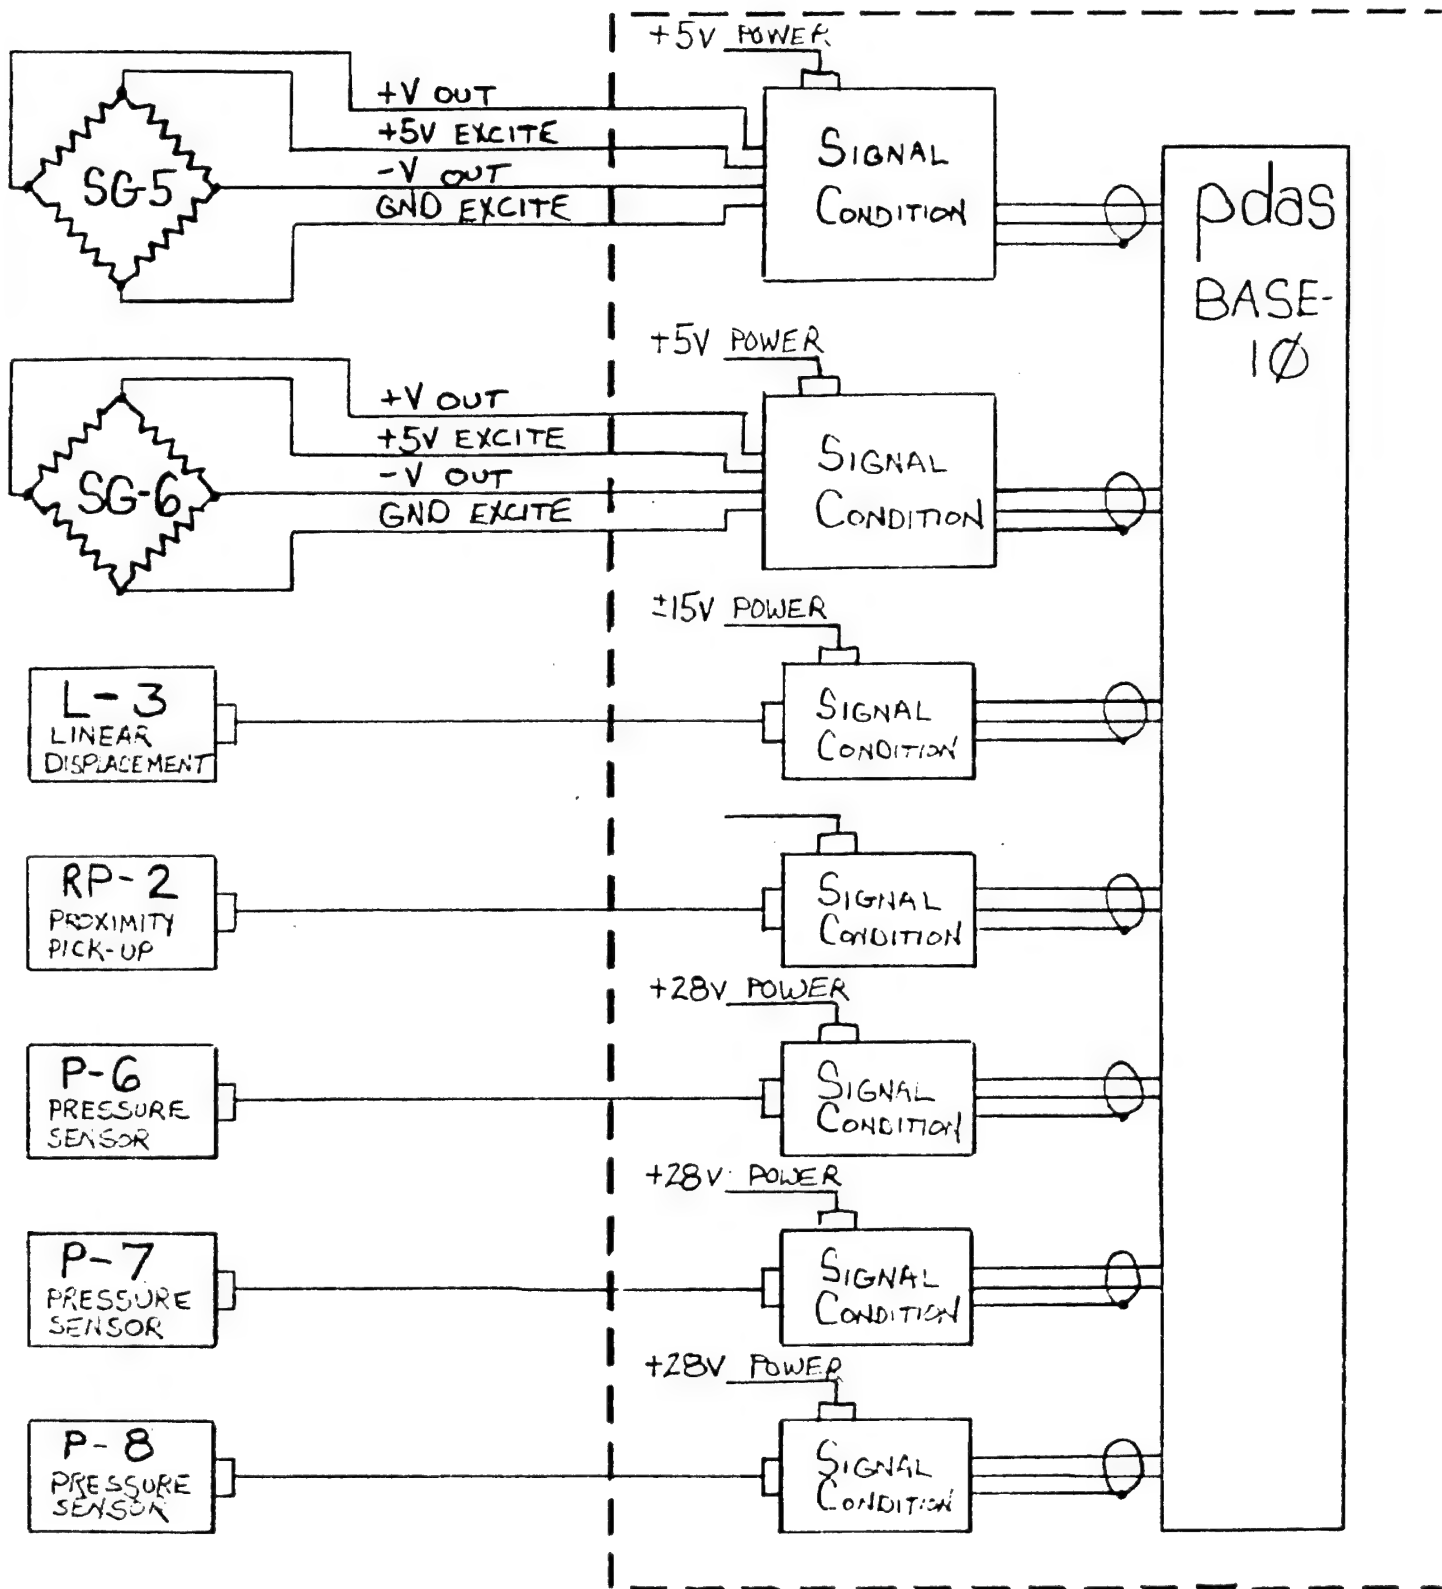 +5V POWER
+V OUT
+5V EXCITE
-V OUT
GND EXCITE
SG-5
SIGNAL
CONDITION
pdas
BASE-
1Ø
+5V POWER
+V OUT
+5V EXCITE
-V OUT
GND EXCITE
SG-6
SIGNAL
CONDITION
±15V POWER
L-3
LINEAR
DISPLACEMENT
SIGNAL
CONDITION
RP-2
PROXIMITY
PICK-UP
SIGNAL
CONDITION
+28V POWER
P-6
PRESSURE
SENSOR
SIGNAL
CONDITION
+28V POWER
P-7
PRESSURE
SENSOR
SIGNAL
CONDITION
+28V POWER
P-8
PRESSURE
SENSOR
SIGNAL
CONDITION